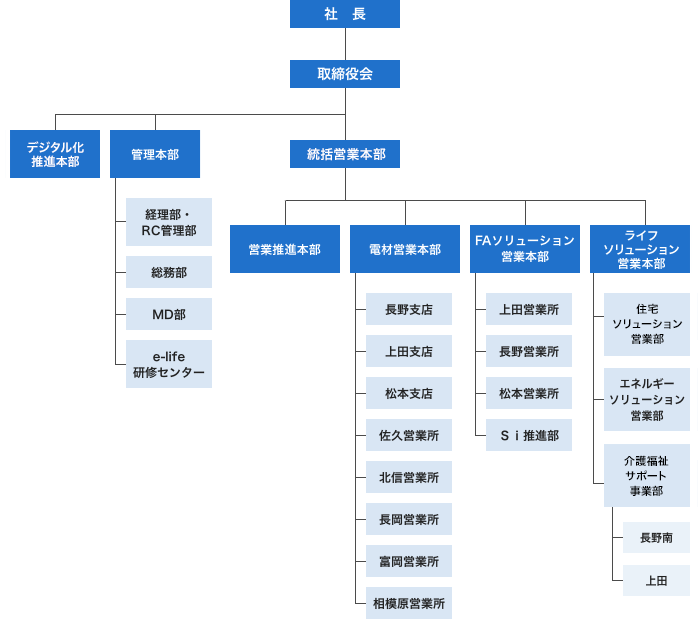 社　長
取締役会
デジタル化
推進本部
管理本部
統括営業本部
経理部・
RC管理部
総務部
MD部
e-life
研修センター
営業推進本部
電材営業本部
FAソリューション
営業本部
ライフ
ソリューション
営業本部
長野支店
上田支店
松本支店
佐久営業所
北信営業所
長岡営業所
富岡営業所
相模原営業所
上田営業所
長野営業所
松本営業所
Ｓｉ推進部
住宅
ソリューション
営業部
エネルギー
ソリューション
営業部
介護福祉
サポート
事業部
長野南
上田